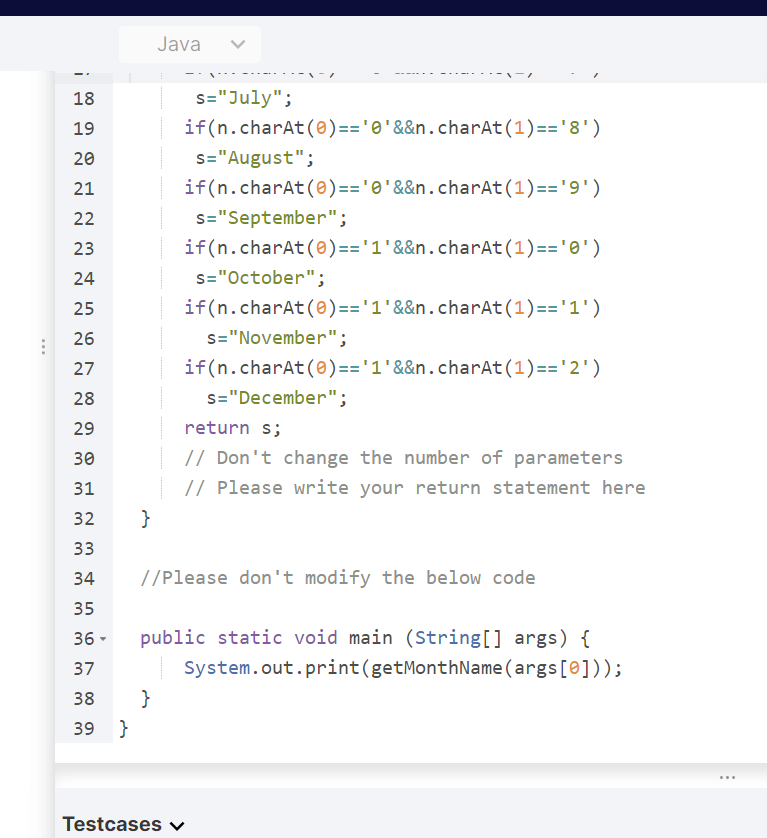 Java
18 s="July";
19 if(n.charAt(0)=='0'&&n.charAt(1)=='8')
20 s="August";
21 if(n.charAt(0)=='0'&&n.charAt(1)=='9')
22 s="September";
23 if(n.charAt(0)=='1'&&n.charAt(1)=='0')
24 s="October";
25 if(n.charAt(0)=='1'&&n.charAt(1)=='1')
26 s="November";
27 if(n.charAt(0)=='1'&&n.charAt(1)=='2')
28 s="December";
29 return s;
30 // Don't change the number of parameters
31 // Please write your return statement here
32 }
33
34 //Please don't modify the below code
35
36 public static void main (String[] args) {
37 System.out.print(getMonthName(args[0]));
38 }
39 }
Testcases